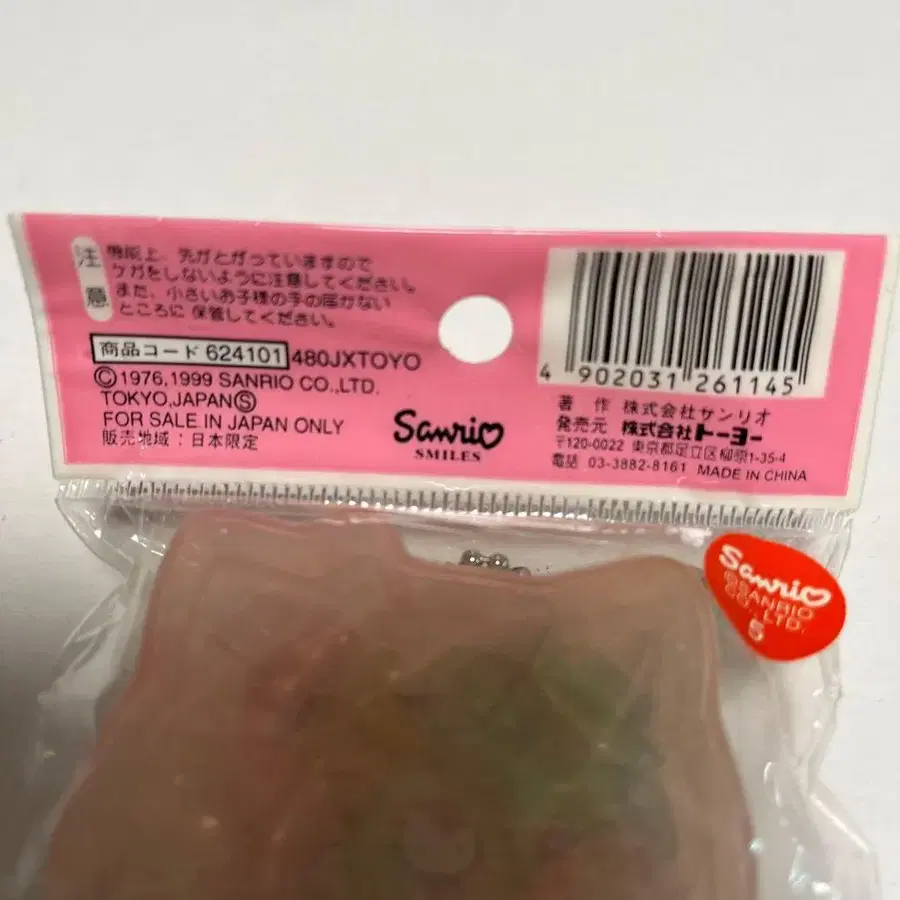 注意
機能上、先がとがっていますので
ケガをしないように注意してください。
また、小さいお子様の手の届かない
ところに 保管してください。
商品コード 624101 480JXTOYO
©1976,1999 SANRIO CO.,LTD.
TOKYO,JAPAN Ⓢ
FOR SALE IN JAPAN ONLY
販売地域：日本限定
Sanrio
SMILES
4 902031 261145
著 作 株式会社サンリオ
発売元 株式会社トーヨー
〒120-0022 東京都足立区柳原1-35-4
電話 03-3882-8161 MADE IN CHINA
Sanrio
©SANRIO
CO., LTD.
5